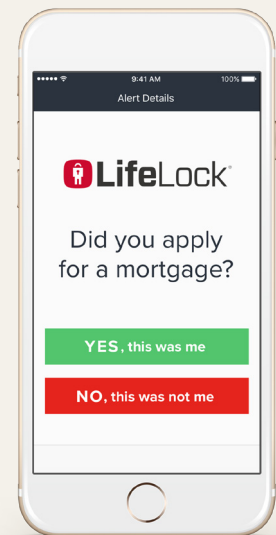 9:41 AM 100%
Alert Details
LifeLock
Did you apply
for a mortgage?
YES, this was me
NO, this was not me